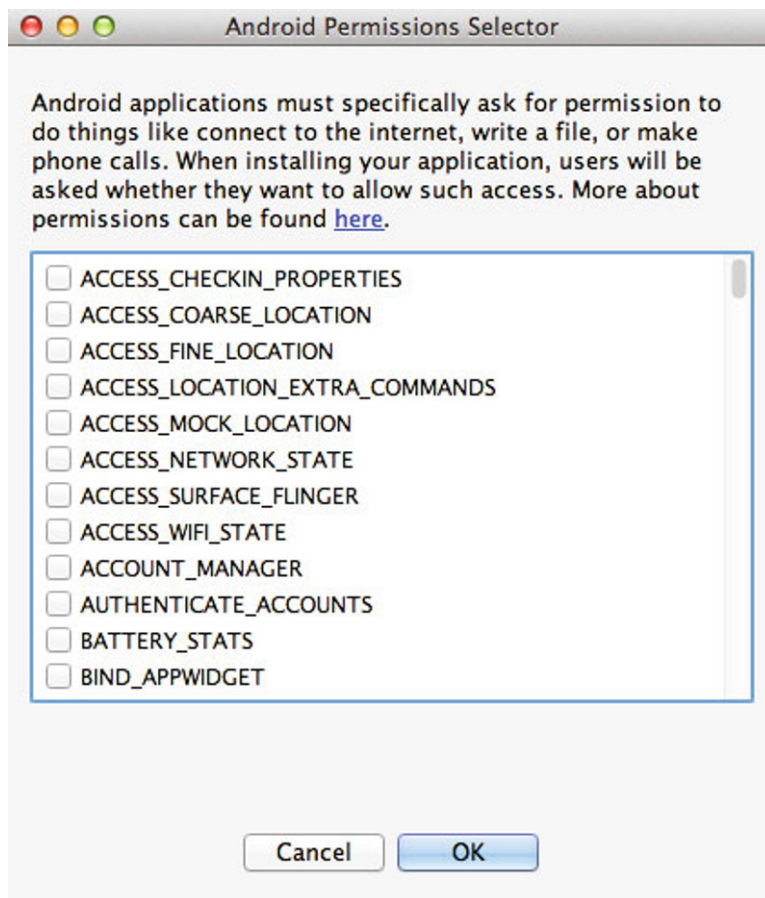 Android Permissions Selector
Android applications must specifically ask for permission to
do things like connect to the internet, write a file, or make
phone calls. When installing your application, users will be
asked whether they want to allow such access. More about
permissions can be found here.
ACCESS_CHECKIN_PROPERTIES
ACCESS_COARSE_LOCATION
ACCESS_FINE_LOCATION
ACCESS_LOCATION_EXTRA_COMMANDS
ACCESS_MOCK_LOCATION
ACCESS_NETWORK_STATE
ACCESS_SURFACE_FLINGER
ACCESS_WIFI_STATE
ACCOUNT_MANAGER
AUTHENTICATE_ACCOUNTS
BATTERY_STATS
BIND_APPWIDGET
Cancel OK